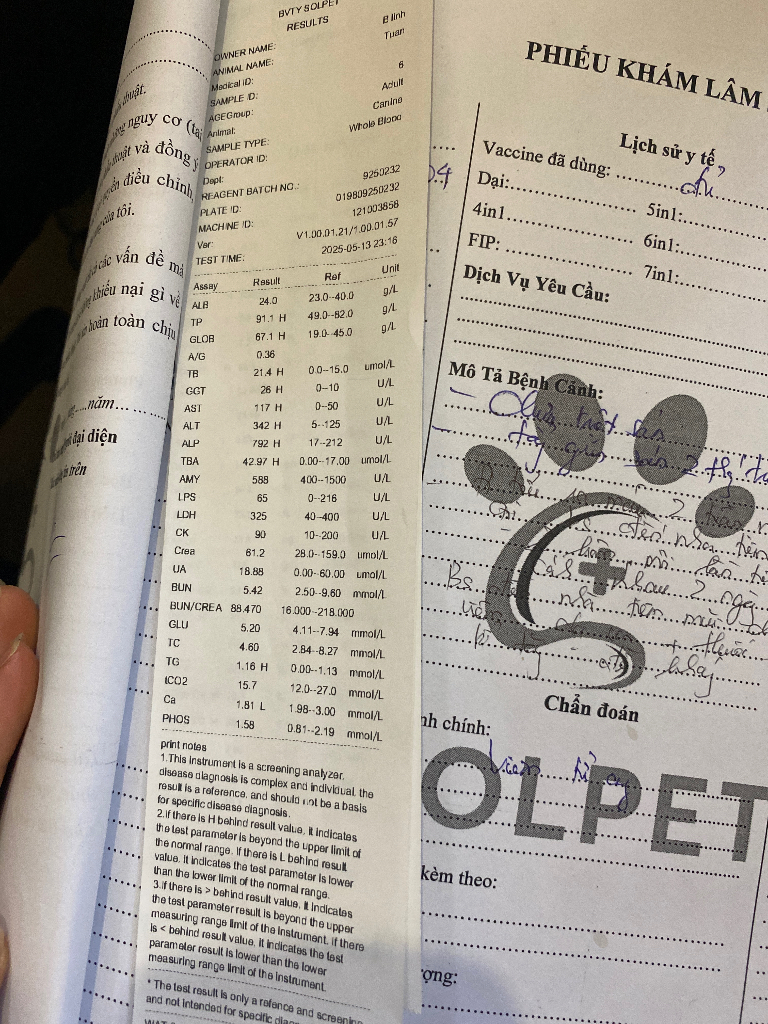 BVTY SOLPET
RESULTS
OWNER NAME: B linh
ANIMAL NAME: Tuan
Medical ID:
SAMPLE ID: 6
AGEGroup: Adult
Animal: Canine
SAMPLE TYPE: Whole Blood
OPERATOR ID:
Dept:
REAGENT BATCH NO.: 9250232
PLATE ID: 019809250232
MACHINE ID: 121003858
Ver: V1.00.01.21/1.00.01.57
TEST TIME: 2025-05-13 23:16
Assay Result Ref Unit
ALB 24.0 23.0--40.0 g/L
TP 91.1 H 49.0--82.0 g/L
GLOB 67.1 H 19.0--45.0 g/L
A/G 0.36
TB 21.4 H 0.0--15.0 umol/L
GGT 26 H 0--10 U/L
AST 117 H 0--50 U/L
ALT 342 H 5--125 U/L
ALP 792 H 17--212 U/L
TBA 42.97 H 0.00--17.00 umol/L
AMY 588 400--1500 U/L
LPS 65 0--216 U/L
LDH 325 40--400 U/L
CK 90 10--200 U/L
Crea 61.2 28.0--159.0 umol/L
UA 18.88 0.00--60.00 umol/L
BUN 5.42 2.50--9.60 mmol/L
BUN/CREA 88.470 16.000--218.000
GLU 5.20 4.11--7.94 mmol/L
TC 4.60 2.84--8.27 mmol/L
TG 1.16 H 0.00--1.13 mmol/L
tCO2 15.7 12.0--27.0 mmol/L
Ca 1.81 L 1.98--3.00 mmol/L
PHOS 1.58 0.81--2.19 mmol/L
print notes
1.This instrument is a screening analyzer,
disease diagnosis is complex and individual, the
result is a reference, and should not be a basis
for specific disease diagnosis.
2.if there is H behind result value, it indicates
the test parameter is beyond the upper limit of
the normal range. If there is L behind result
value, it indicates the test parameter is lower
than the lower limit of the normal range.
3.if there is > behind result value, it indicates
the test parameter result is beyond the upper
measuring range limit of the instrument. if there
is < behind result value, it indicates the test
parameter result is lower than the lower
measuring range limit of the instrument.
* The test result is only a refence and screening
and not intended for specific
thuật.
nguy cơ
thuật và đồng
điều chỉnh,
của tôi.
các vấn đề
khiếu nại gì về
hoàn toàn chịu
năm
đại diện
trên
PHIẾU KHÁM LÂM
Lịch sử y tế
Vaccine đã dùng: đủ
Dại: 5in1:
4in1 6in1:
FIP: 7in1:
Dịch Vụ Yêu Cầu:
Mô Tả Bệnh Cảnh:
Chẩn đoán
chính:
OLPET
kèm theo: